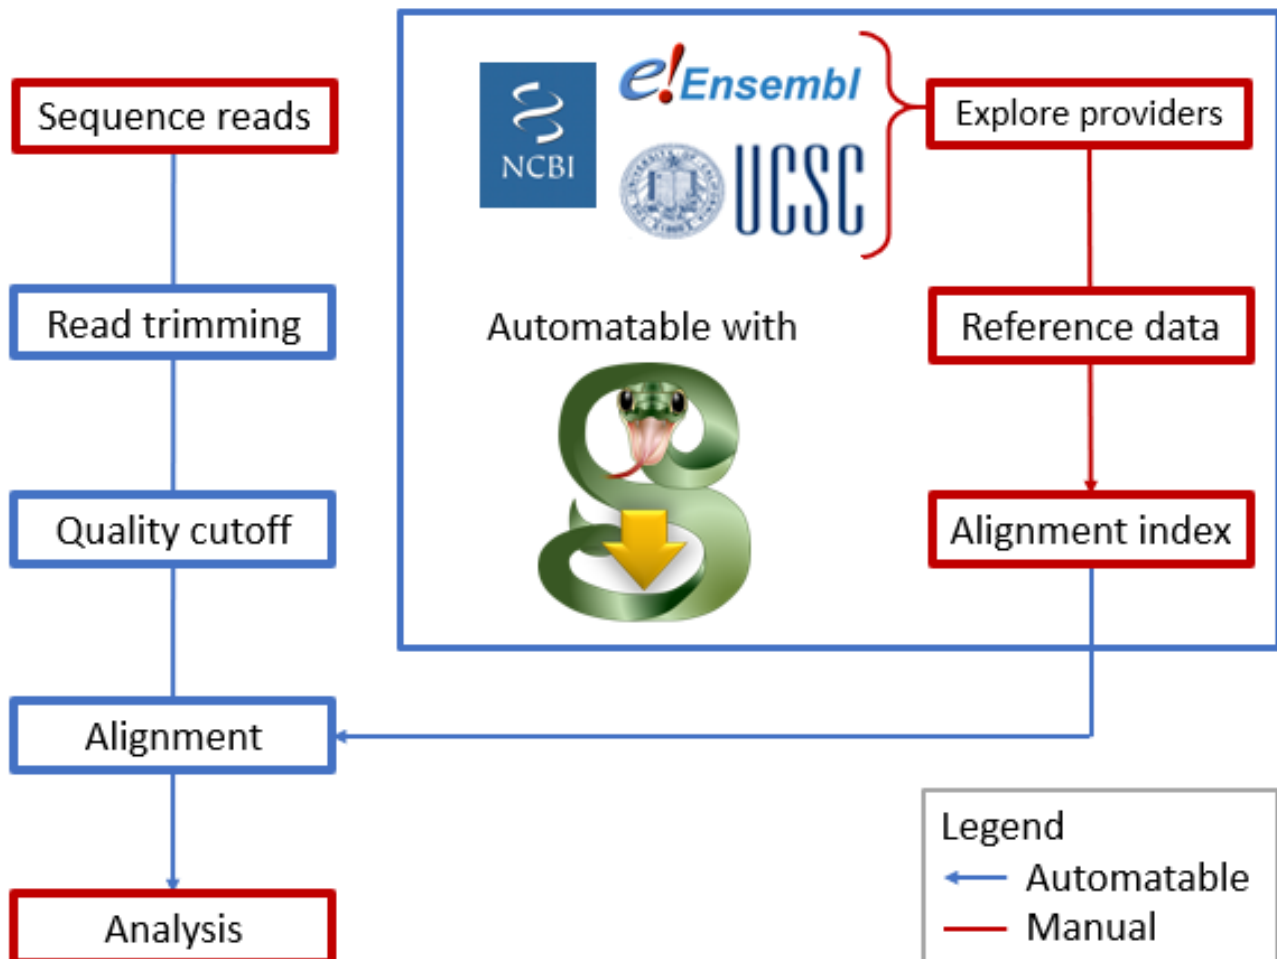 Sequence reads
NCBI
e!Ensembl
UCSC
Explore providers
Read trimming
Automatable with
Reference data
Quality cutoff
Alignment index
Alignment
Legend
Automatable
Manual
Analysis